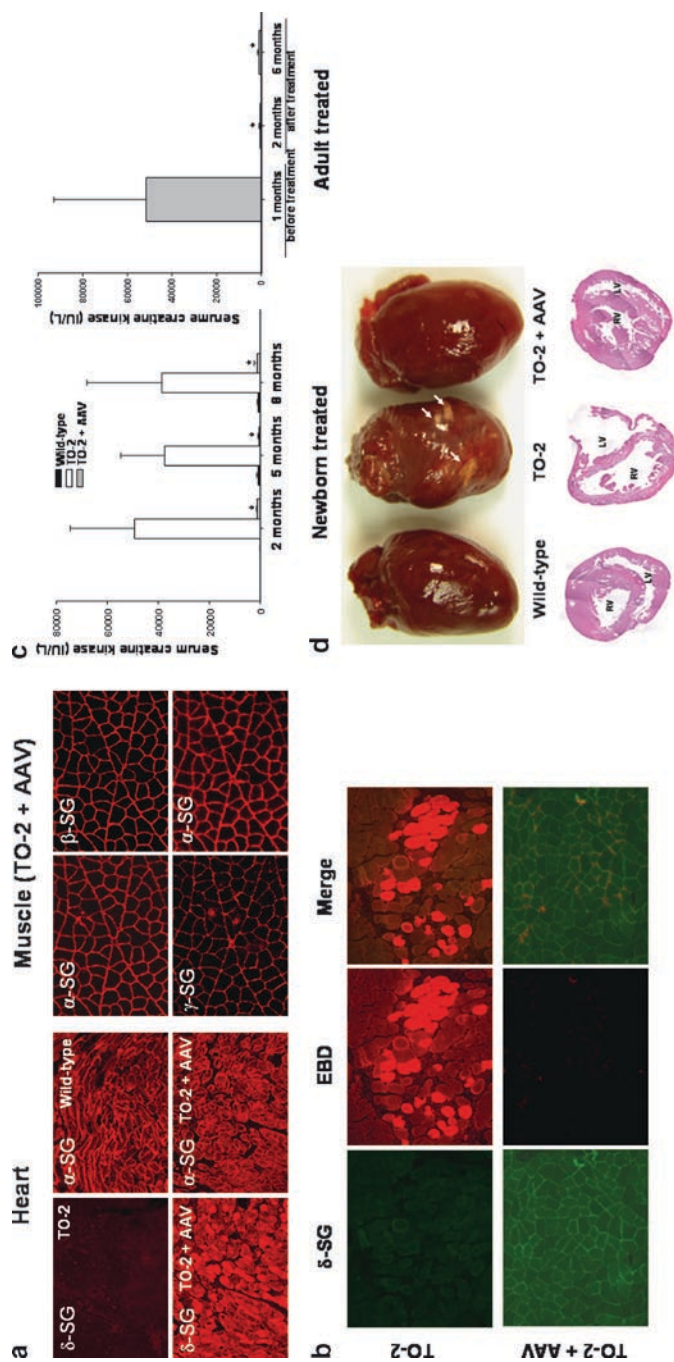 a
Heart
Muscle (TO-2 + AAV)
δ-SG
TO-2
α-SG
Wild-type
α-SG
β-SG
δ-SG
TO-2 + AAV
α-SG
TO-2 + AAV
γ-SG
α-SG
b
δ-SG
EBD
Merge
TO-2
TO-2 + AAV
c
Serum creatine kinase (IU/L)
80000
60000
40000
20000
0
Wild-type
TO-2
TO-2 + AAV
*
*
*
2 months
5 months
8 months
Newborn treated
Serume creatine kinase (IU/L)
100000
80000
60000
40000
20000
0
*
*
1 months
2 months
6 months
before treatment
after treatment
Adult treated
d
Wild-type
TO-2
TO-2 + AAV
RV
LV
LV
RV
RV
LV